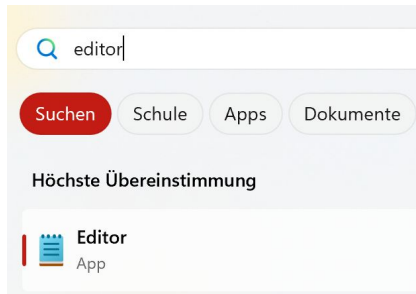 editor
Suchen Schule Apps Dokumente
Höchste Übereinstimmung
Editor
App